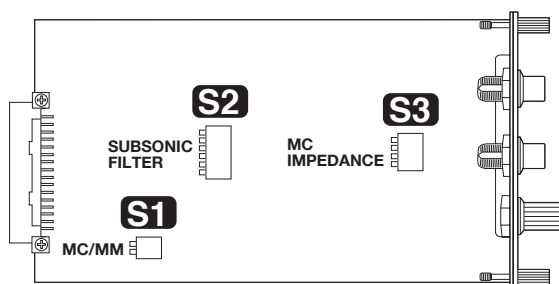 S2
S3
SUBSONIC
FILTER
MC
IMPEDANCE
S1
MC/MM